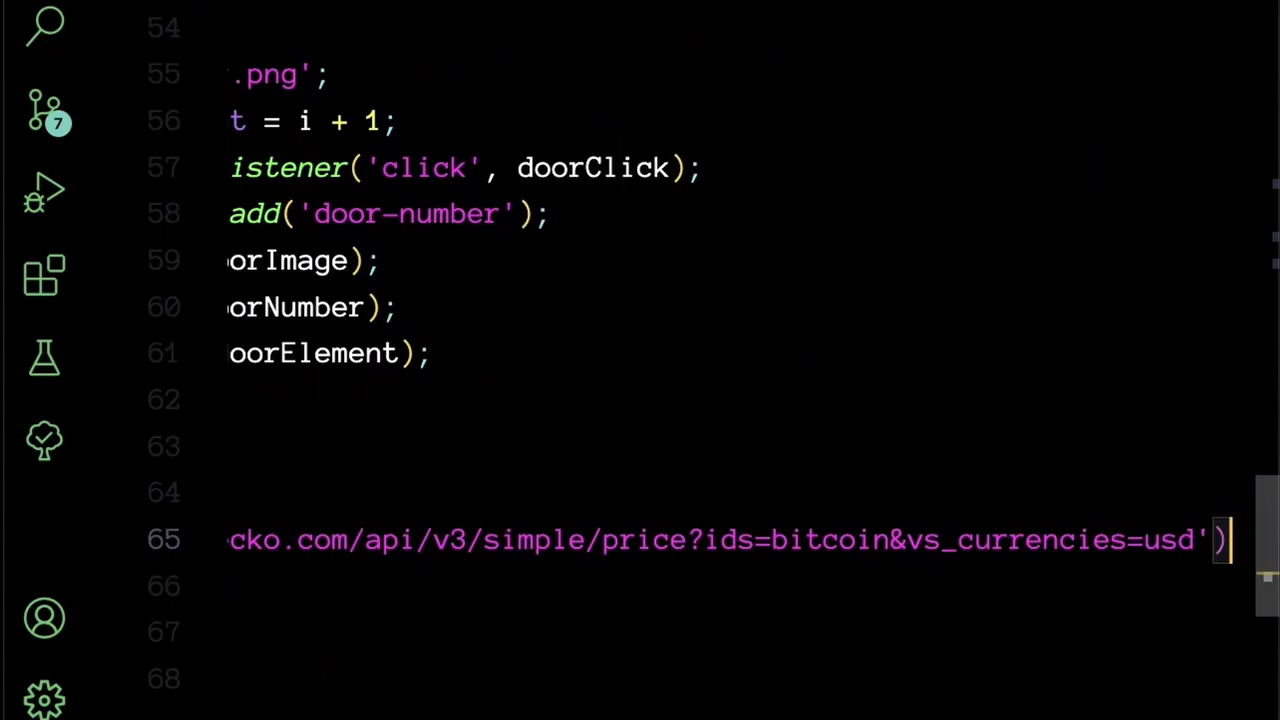 54
55 .png';
56 t = i + 1;
7
57 istener('click', doorClick);
58 add('door-number');
59 orImage);
60 orNumber);
61 oorElement);
62
63
64
65 cko.com/api/v3/simple/price?ids=bitcoin&vs_currencies=usd')
66
67
68